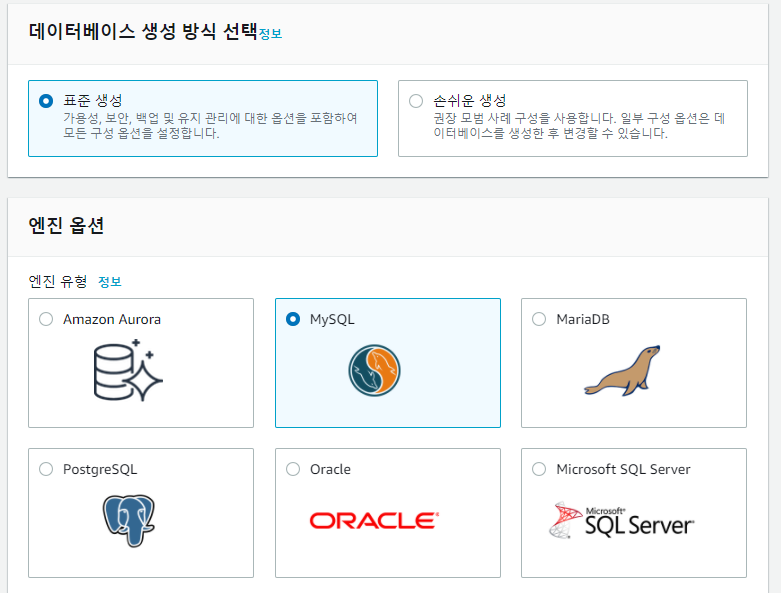 데이터베이스 생성 방식 선택정보
표준 생성
가용성, 보안, 백업 및 유지 관리에 대한 옵션을 포함하여
모든 구성 옵션을 설정합니다.
손쉬운 생성
권장 모범 사례 구성을 사용합니다. 일부 구성 옵션은 데
이터베이스를 생성한 후 변경할 수 있습니다.
엔진 옵션
엔진 유형 정보
Amazon Aurora
MySQL
MariaDB
PostgreSQL
Oracle
ORACLE
Microsoft SQL Server
Microsoft
SQL Server